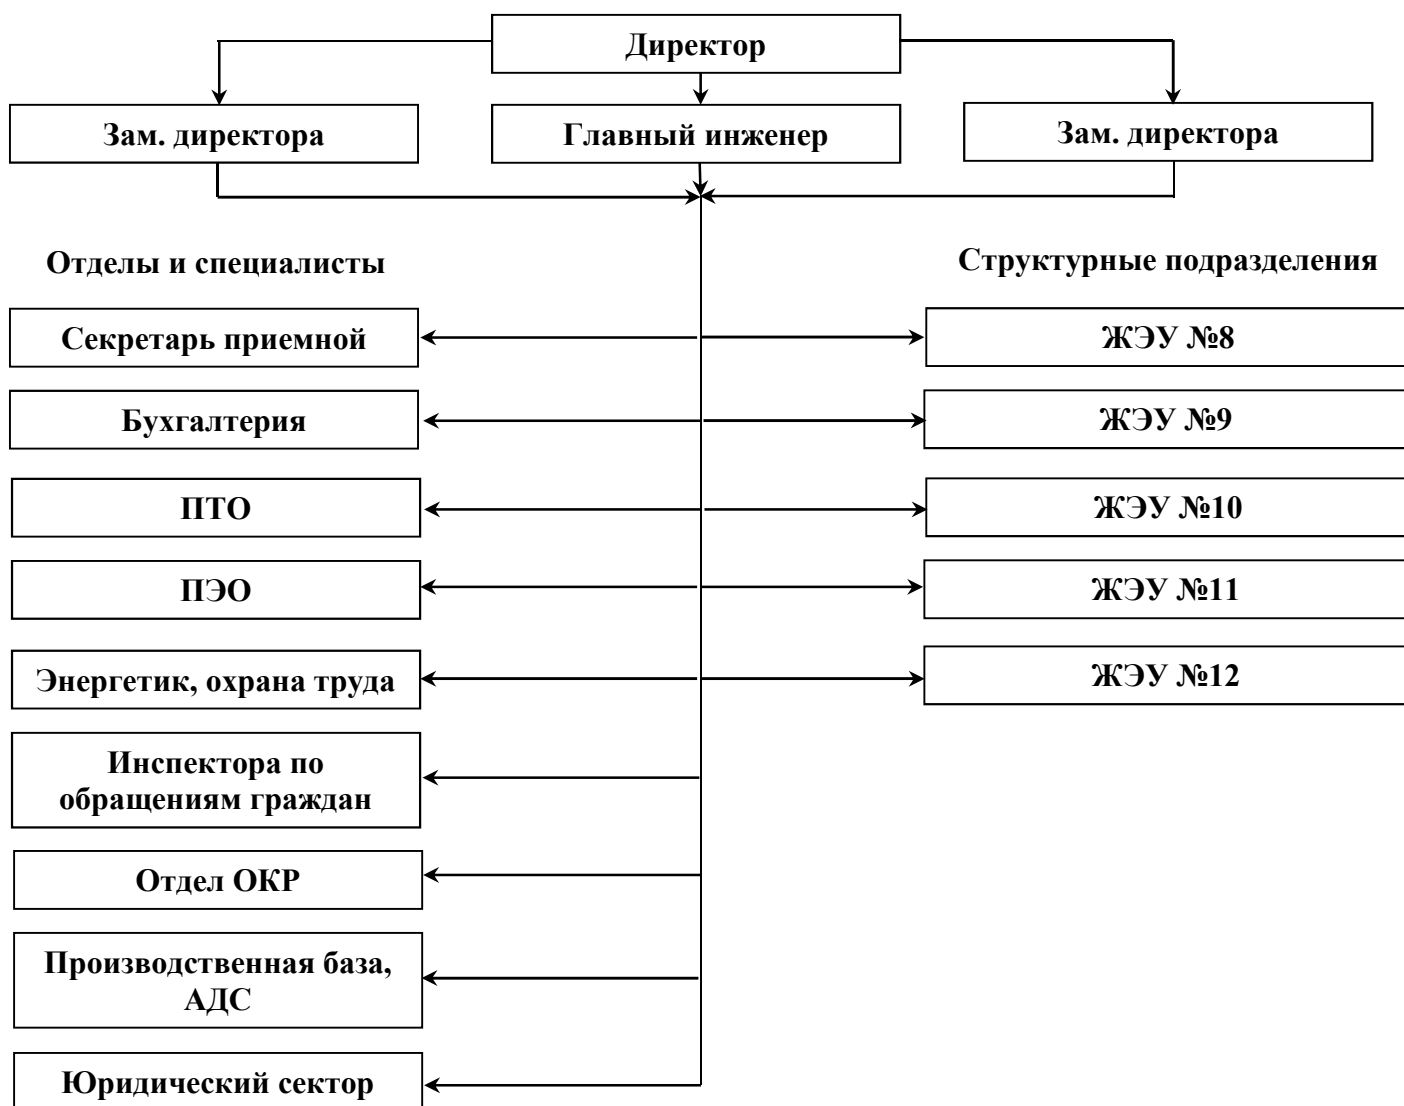 Директор
Зам. директора
Главный инженер
Зам. директора
Отделы и специалисты
Структурные подразделения
Секретарь приемной
ЖЭУ №8
Бухгалтерия
ЖЭУ №9
ПТО
ЖЭУ №10
ПЭО
ЖЭУ №11
Энергетик, охрана труда
ЖЭУ №12
Инспектора по
обращениям граждан
Отдел ОКР
Производственная база,
АДС
Юридический сектор